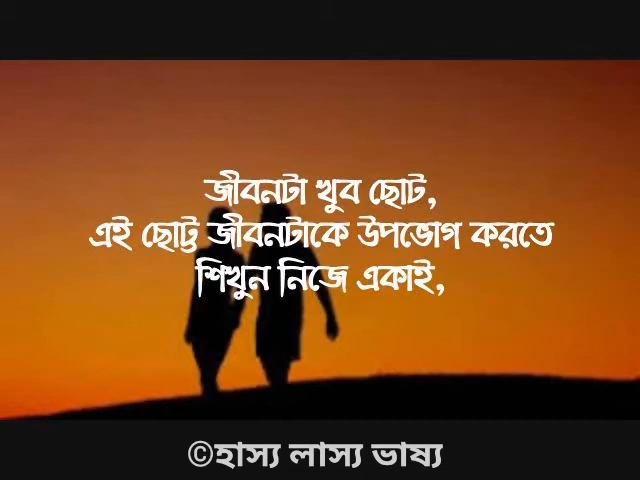 জীবনটা খুব ছোট,
এই ছোট্ট জীবনটাকে উপভোগ করতে
শিখুন নিজে একাই,
©হাস্য লাস্য ভাষ্য